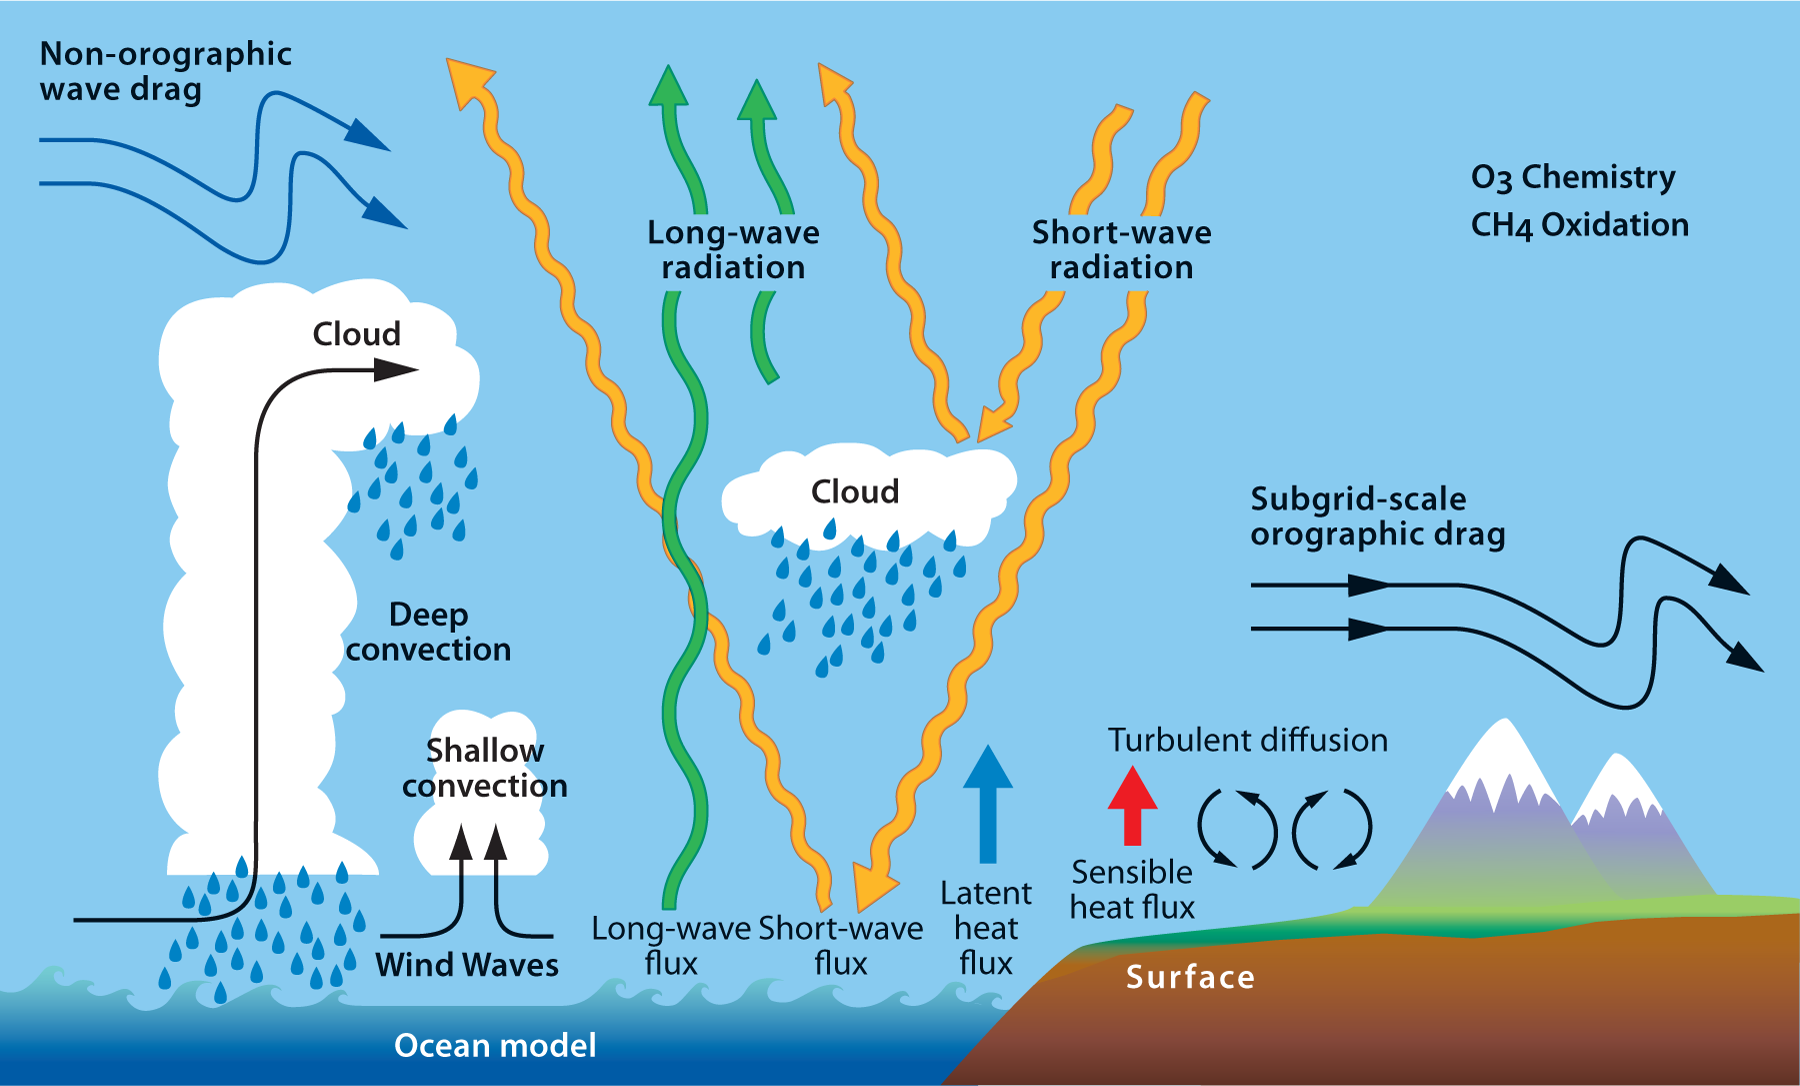 Non-orographic
wave drag
Long-wave
radiation
Short-wave
radiation
O3 Chemistry
CH4 Oxidation
Cloud
Cloud
Subgrid-scale
orographic drag
Deep
convection
Shallow
convection
Turbulent diffusion
Sensible
heat flux
Latent
heat
flux
Long-wave
flux
Short-wave
flux
Wind Waves
Surface
Ocean model